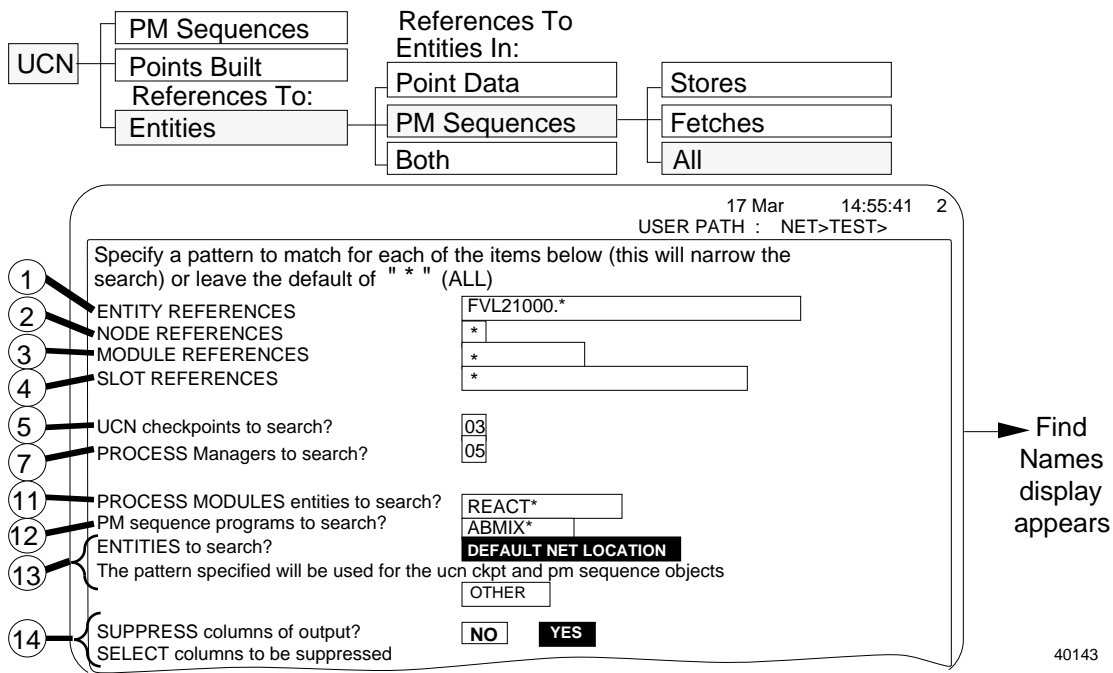 UCN
PM Sequences
Points Built
References To:
Entities
References To
Entities In:
Point Data
PM Sequences
Both
Stores
Fetches
All
17 Mar 14:55:41 2
USER PATH : NET>TEST>
Specify a pattern to match for each of the items below (this will narrow the
search) or leave the default of " * " (ALL)
1 ENTITY REFERENCES FVL21000.*
2 NODE REFERENCES *
3 MODULE REFERENCES *
4 SLOT REFERENCES *
5 UCN checkpoints to search? 03
7 PROCESS Managers to search? 05
11 PROCESS MODULES entities to search? REACT*
12 PM sequence programs to search? ABMIX*
13 ENTITIES to search? DEFAULT NET LOCATION
The pattern specified will be used for the ucn ckpt and pm sequence objects
OTHER
14 SUPPRESS columns of output? NO YES
SELECT columns to be suppressed
Find
Names
display
appears
40143